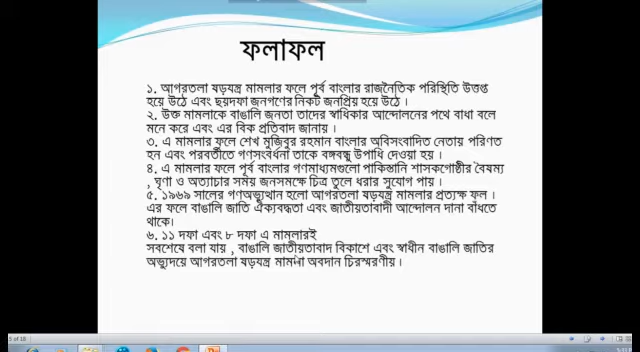 ফলাফল
১. আগরতলা ষড়যন্ত্র মামলার ফলে পূর্ব বাংলার রাজনৈতিক পরিস্থিতি উত্তপ্ত
হয়ে উঠে এবং ছয়দফা জনগণের নিকট জনপ্রিয় হয়ে উঠে ।
২. উক্ত মামলাকে বাঙালি জনতা তাদের স্বাধিকার আন্দোলনের পথে বাধা বলে
মনে করে এবং এর বিক প্রতিবাদ জানায় ।
৩. এ মামলার ফলে শেখ মুজিবুর রহমান বাংলার অবিসংবাদিত নেতায় পরিণত
হন এবং পরবর্তীতে গণসংবর্ধনা তাকে বঙ্গবন্ধু উপাধি দেওয়া হয় ।
৪. এ মামলার ফলে পূর্ব বাংলার গণমাধ্যমগুলো পাকিস্তানি শাসকগোষ্ঠীর বৈষম্য
, ঘৃণা ও অত্যাচার সময় জনসমক্ষে চিত্র তুলে ধরার সুযোগ পায় ।
৫. ১৯৬৯ সালের গণঅভ্যুত্থান হলো আগরতলা ষড়যন্ত্র মামলার প্রত্যক্ষ ফল ।
এর ফলে বাঙালি জাতি ঐক্যবদ্ধতা এবং জাতীয়তাবাদী আন্দোলন দানা বাঁধতে
থাকে।
৬. ১১ দফা এবং ৮ দফা এ মামলারই
সবশেষে বলা যায় , বাঙালি জাতীয়তাবাদ বিকাশে এবং স্বাধীন বাঙালি জাতির
অভ্যুদয়ে আগরতলা ষড়যন্ত্র অবদান চিরস্মরণীয় ।
of 18